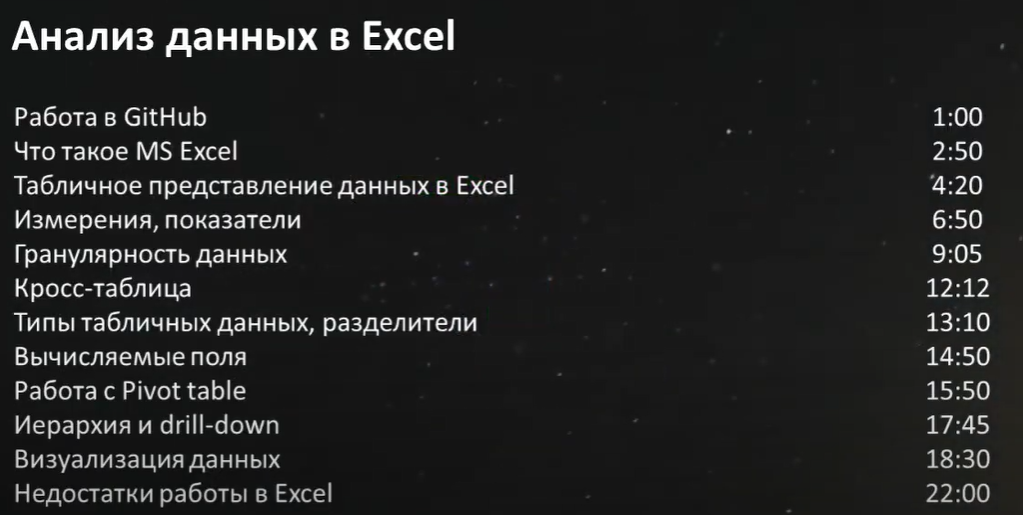 Анализ данных в Excel
Работа в GitHub 1:00
Что такое MS Excel 2:50
Табличное представление данных в Excel 4:20
Измерения, показатели 6:50
Гранулярность данных 9:05
Кросс-таблица 12:12
Типы табличных данных, разделители 13:10
Вычисляемые поля 14:50
Работа с Pivot table 15:50
Иерархия и drill-down 17:45
Визуализация данных 18:30
Недостатки работы в Excel 22:00